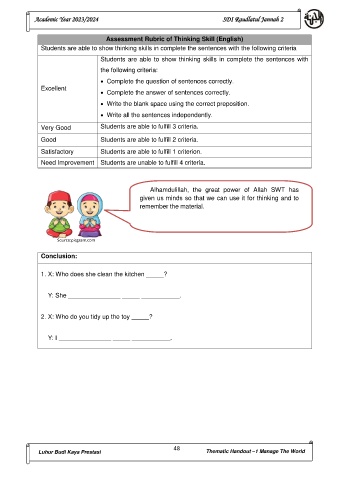 Academic Year 2023/2024 SDI Raudlatul Jannah 2
Assessment Rubric of Thinking Skill (English)
Students are able to show thinking skills in complete the sentences with the following criteria
Excellent
Students are able to show thinking skills in complete the sentences with
the following criteria:
• Complete the question of sentences correctly.
• Complete the answer of sentences correctly.
• Write the blank space using the correct preposition.
• Write all the sentences independently.
Very Good Students are able to fulfill 3 criteria.
Good Students are able to fulfill 2 criteria.
Satisfactory Students are able to fulfill 1 criterion.
Need Improvement Students are unable to fulfill 4 criteria.
Alhamdulillah, the great power of Allah SWT has
given us minds so that we can use it for thinking and to
remember the material.
Source:pngpare.com
Conclusion:
1. X: Who does she clean the kitchen _____?
Y: She _______________ _____ ___________.
2. X: Who do you tidy up the toy _____?
Y: I _______________ _____ ___________.
Luhur Budi Kaya Prestasi 48 Thematic Handout – 1 Manage The World